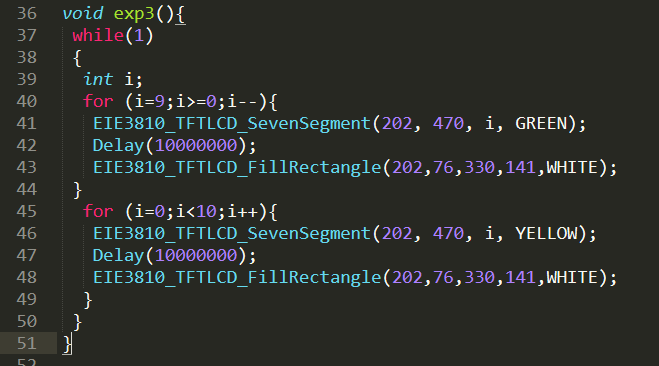 36 void exp3(){
37 while(1)
38 {
39 int i;
40 for (i=9;i>=0;i--){
41 EIE3810_TFTLCD_SevenSegment(202, 470, i, GREEN);
42 Delay(10000000);
43 EIE3810_TFTLCD_FillRectangle(202,76,330,141,WHITE);
44 }
45 for (i=0;i<10;i++){
46 EIE3810_TFTLCD_SevenSegment(202, 470, i, YELLOW);
47 Delay(10000000);
48 EIE3810_TFTLCD_FillRectangle(202,76,330,141,WHITE);
49 }
50 }
51 }
52